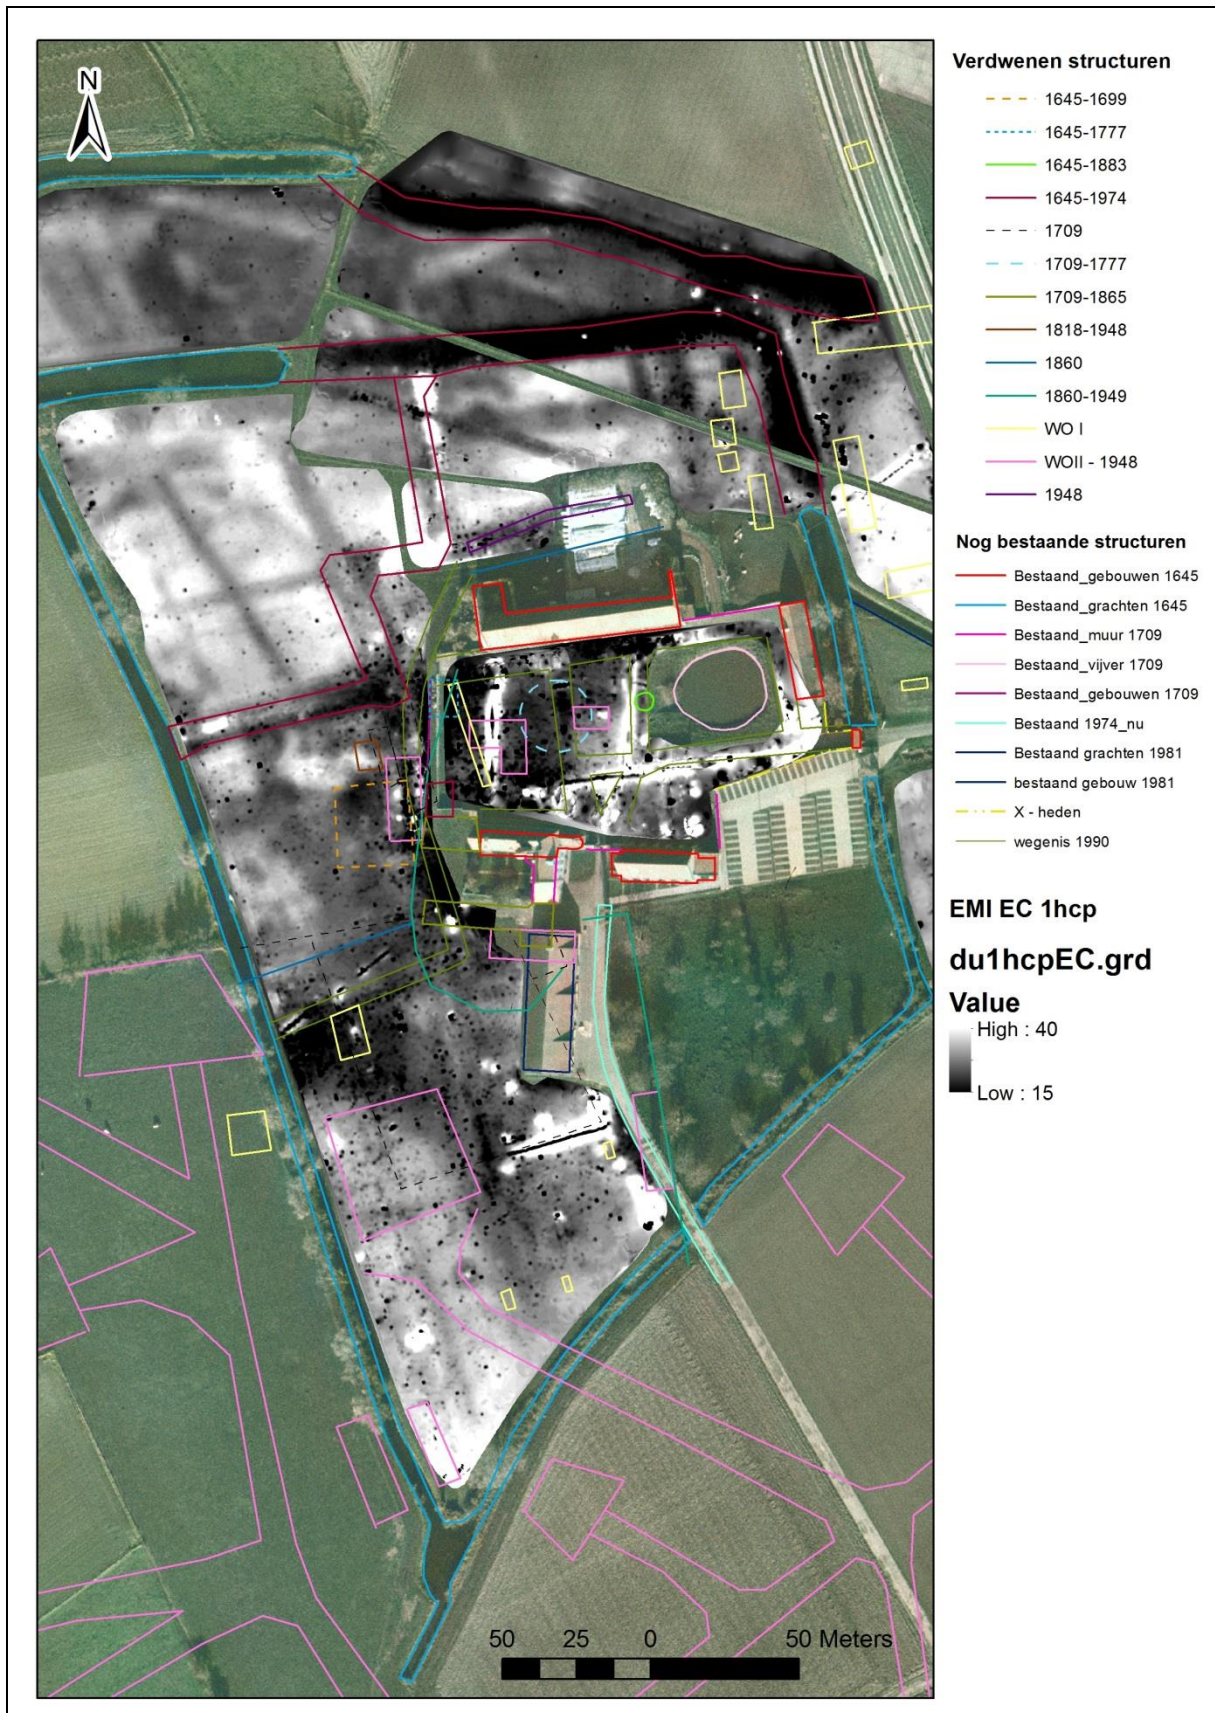 N
Verdwenen structuren
1645-1699
1645-1777
1645-1883
1645-1974
1709
1709-1777
1709-1865
1818-1948
1860
1860-1949
WO I
WOII - 1948
1948
Nog bestaande structuren
Bestaand_gebouwen 1645
Bestaand_grachten 1645
Bestaand_muur 1709
Bestaand_vijver 1709
Bestaand_gebouwen 1709
Bestaand 1974_nu
Bestaand grachten 1981
bestaand gebouw 1981
X - heden
wegenis 1990
EMI EC 1hcp
du1hcpEC.grd
Value
High : 40
Low : 15
50 25 0 50 Meters